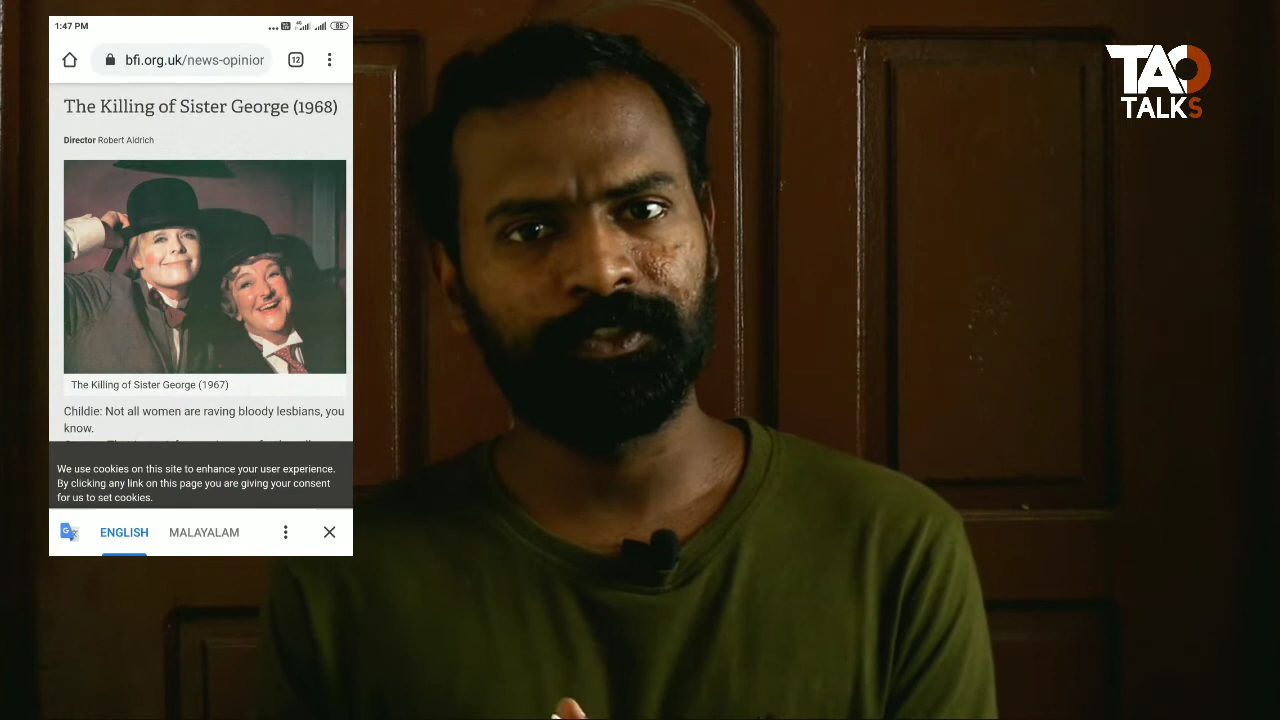 1:47 PM
4G
85
bfi.org.uk/news-opinior
12
The Killing of Sister George (1968)
Director Robert Aldrich
The Killing of Sister George (1967)
Childie: Not all women are raving bloody lesbians, you
know.
We use cookies on this site to enhance your user experience.
By clicking any link on this page you are giving your consent
for us to set cookies.
ENGLISH MALAYALAM
TAO
TALKS